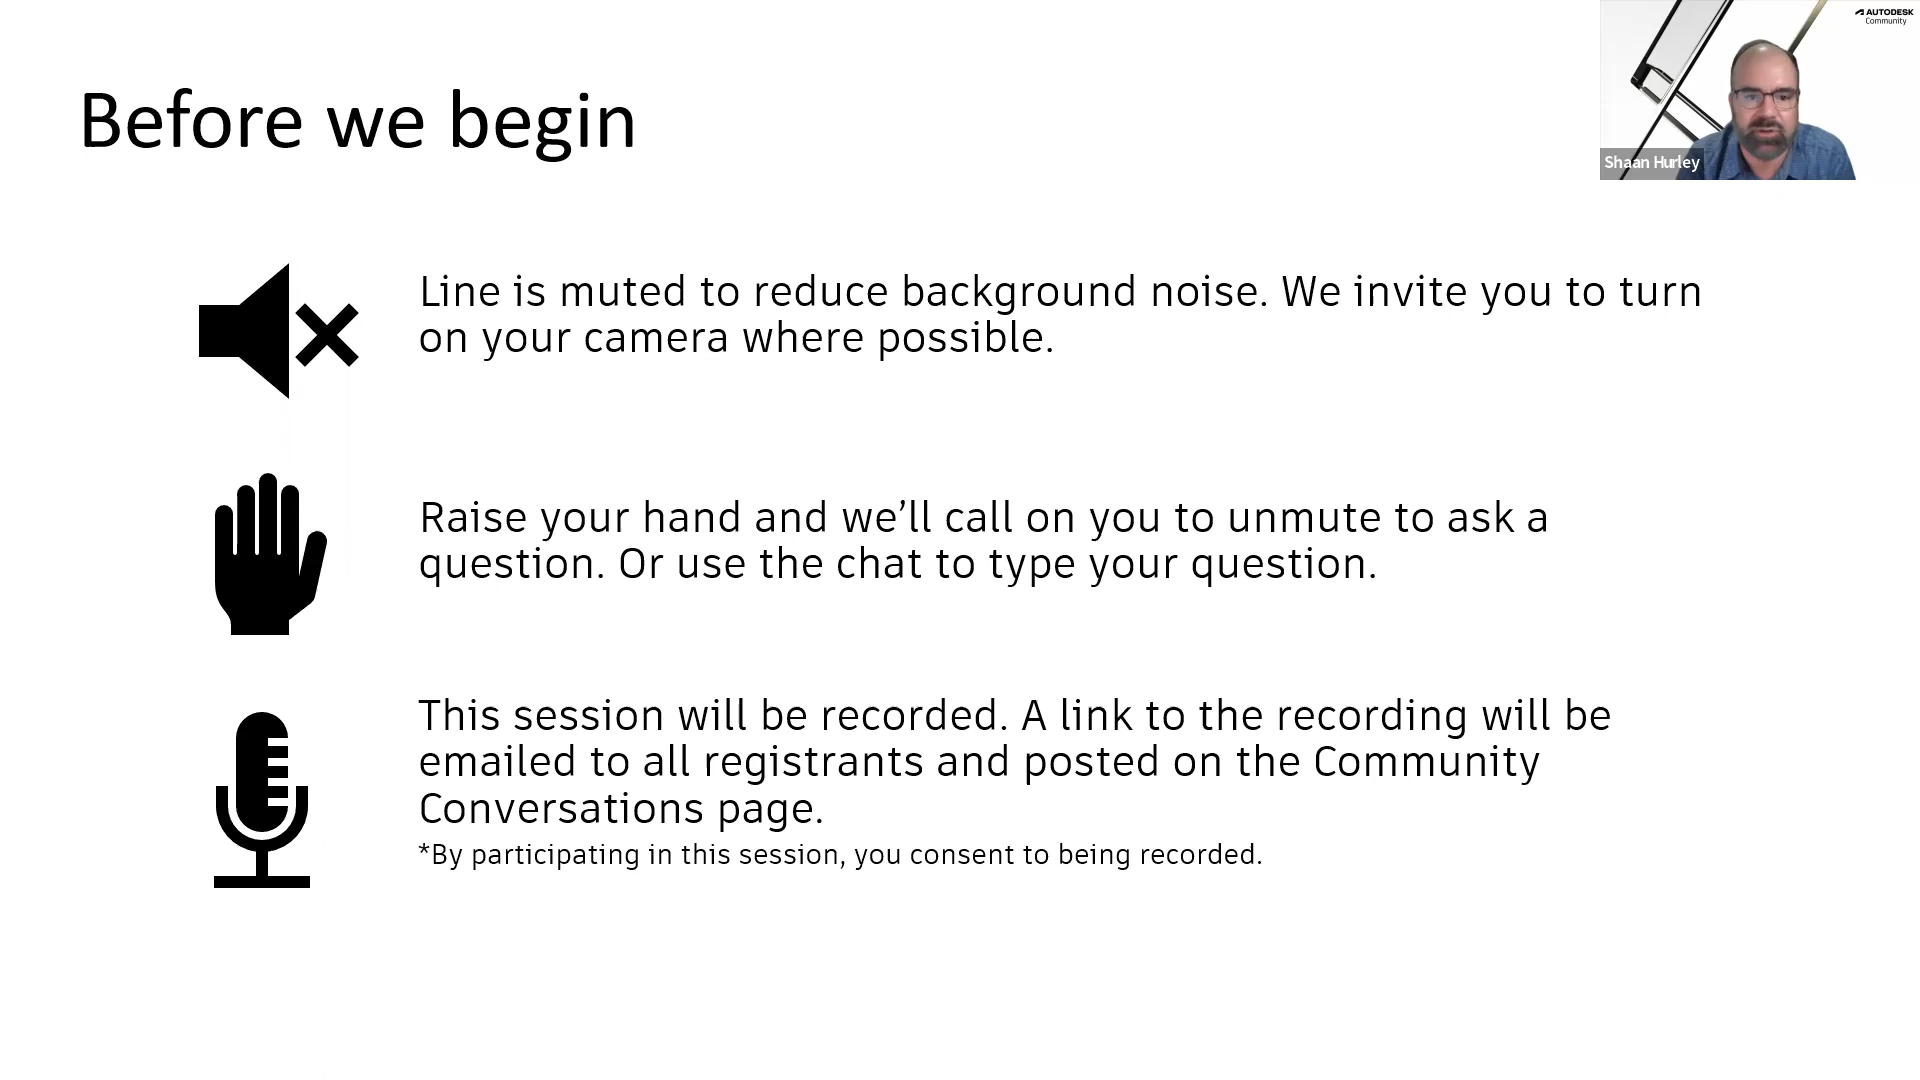 Before we begin
AUTODESK
Community
Shaan Hurley
Line is muted to reduce background noise. We invite you to turn
on your camera where possible.
Raise your hand and we’ll call on you to unmute to ask a
question. Or use the chat to type your question.
This session will be recorded. A link to the recording will be
emailed to all registrants and posted on the Community
Conversations page.
*By participating in this session, you consent to being recorded.